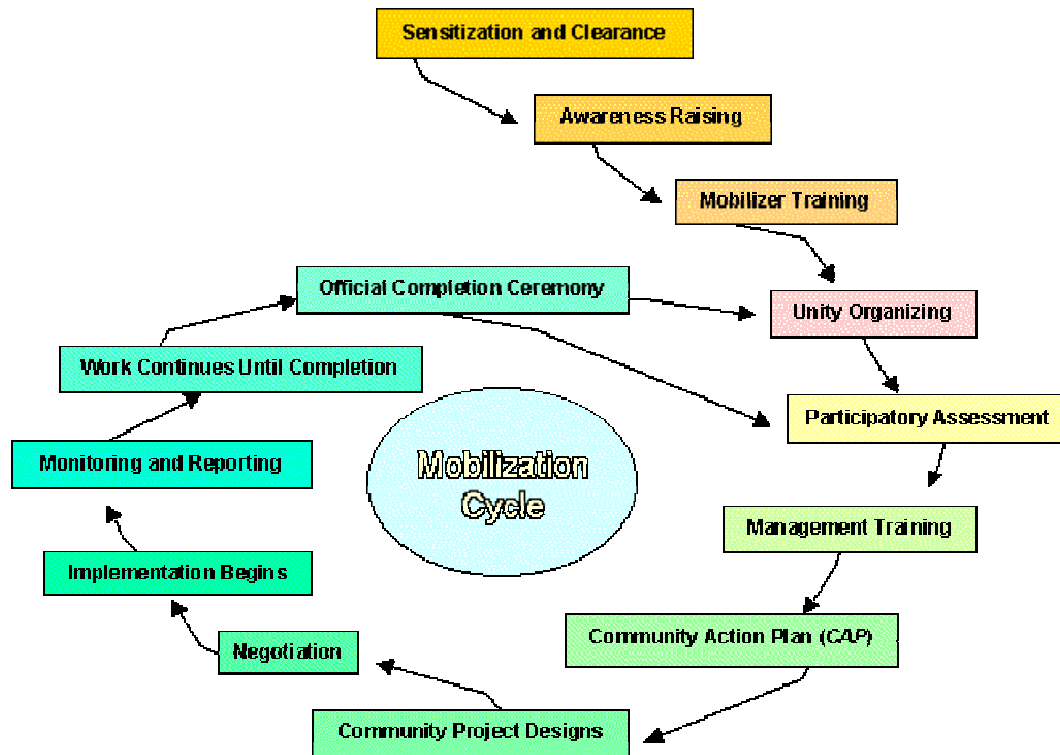 Sensitization and Clearance
Awareness Raising
Mobilizer Training
Official Completion Ceremony
Unity Organizing
Work Continues Until Completion
Participatory Assessment
Monitoring and Reporting
Mobilization
Cycle
Management Training
Implementation Begins
Community Action Plan (CAP)
Negotiation
Community Project Designs